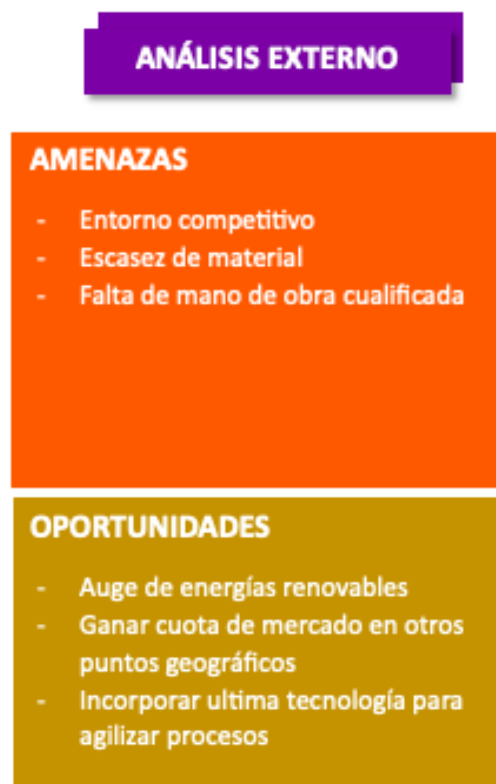 ANÁLISIS EXTERNO
AMENAZAS
- Entorno competitivo
- Escasez de material
- Falta de mano de obra cualificada
OPORTUNIDADES
- Auge de energías renovables
- Ganar cuota de mercado en otros
puntos geográficos
- Incorporar ultima tecnología para
agilizar procesos